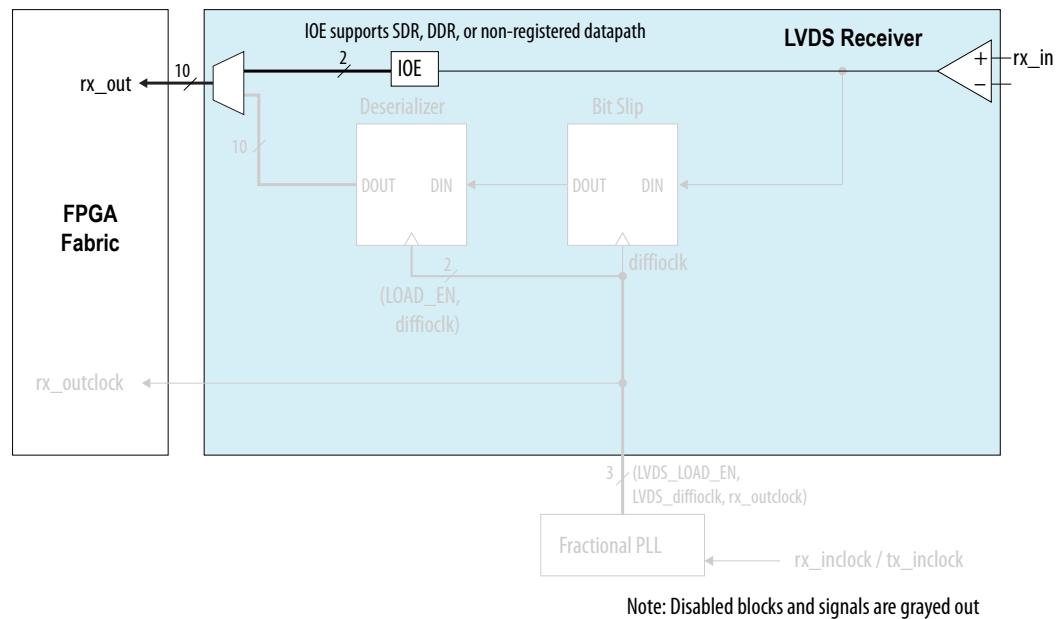 IOE supports SDR, DDR, or non-registered datapath
LVDS Receiver
rx_out
10
2
IOE
+
–
rx_in
Deserializer
Bit Slip
10
DOUT
DIN
DOUT
DIN
FPGA
Fabric
2
diffioclk
(LOAD_EN,
diffioclk)
rx_outclock
3
(LVDS_LOAD_EN,
LVDS_diffioclk, rx_outclock)
Fractional PLL
rx_inclock / tx_inclock
Note: Disabled blocks and signals are grayed out